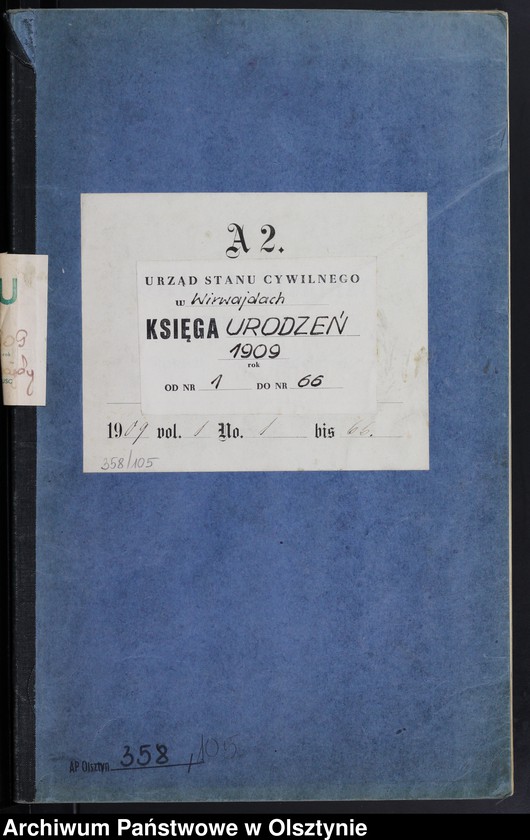 A 2.
URZĄD STANU CYWILNEGO
w Wirwajdach
KSIĘGA URODZEŃ
1909
rok
OD NR 1 DO NR 66
1909 vol. 1 No. 1 bis 66.
358/105
U
AP Olsztyn 358 / 105
Archiwum Państwowe w Olsztynie